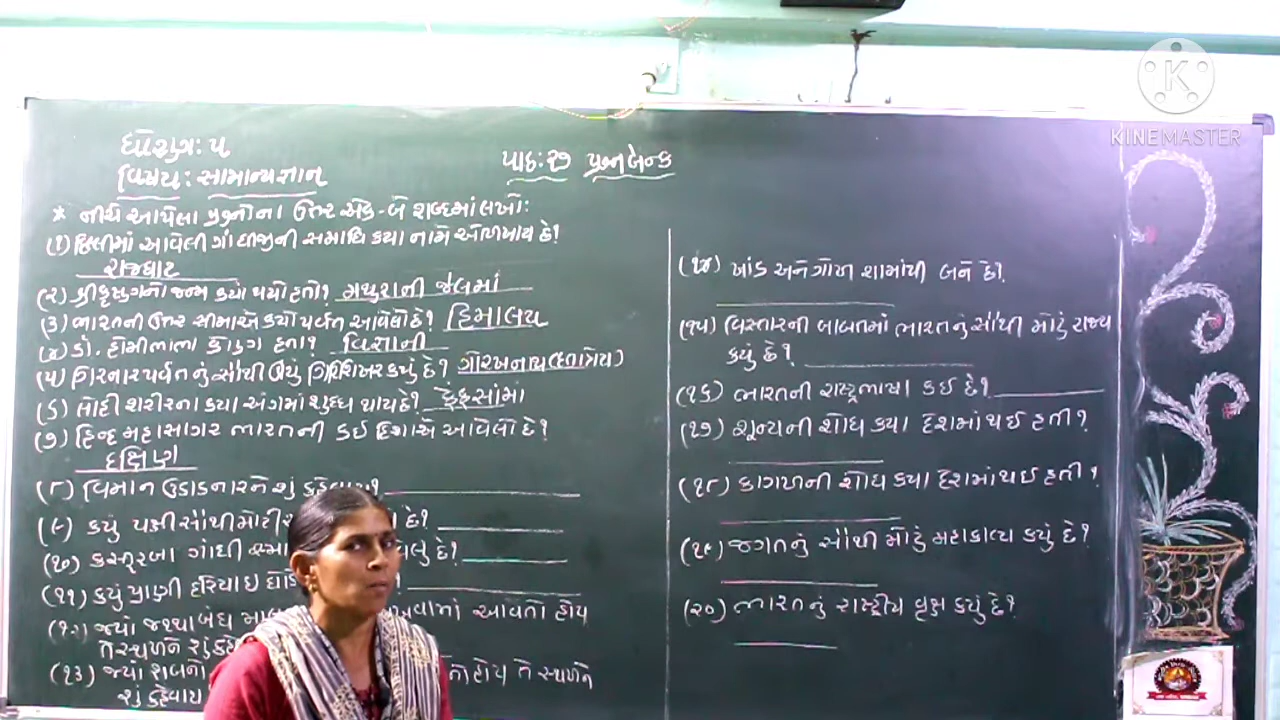 ધોરણ: ૫
વિષય: સામાન્યજ્ઞાન
પાઠ: ૨૭ પ્રશ્નબેન્ક
* નીચે આપેલા પ્રશ્નોના ઉત્તર એક-બે શબ્દમાં લખો:
(૧) દિલ્લીમાં આવેલી ગાંધીજીની સમાધિ કયા નામે ઓળખાય છે?
રાજઘાટ
(૨) શ્રીકૃષ્ણનો જન્મ કયાં થયો હતો? મથુરાની જેલમાં
(૩) ભારતની ઉત્તર સીમાએ કયો પર્વત આવેલો છે? હિમાલય
(૪) ડૉ. હોમીભાભા કોણ હતા? વિજ્ઞાની
(૫) ગિરનાર પર્વતનું સૌથી ઊંચું ગિરિશિખર કયું છે? ગોરખનાથ
(૬) લોહી શરીરના કયા અંગમાં શુધ્ધ થાય છે? ફેફસાંમાં
(૭) હિન્દ મહાસાગર ભારતની કઈ દિશાએ આવેલો છે?
દક્ષિણ
(૮) વિમાન ઉડાડનારને શું કહેવાય?
(૯) કયું પક્ષી સૌથી મોટી છે?
(૧૦) કસ્તૂરબા ગાંધી છે?
(૧૧) કયું પ્રાણી દરિયાઇ
(૧૨) જ્યાં જથ્થાબંધ આવતો હોય
તે સ્થળને શું
(૧૩) જ્યાં શબનો તે સ્થળને
શું કહેવાય
(૧૪) ખાંડ અને ગોળ શામાંથી બને છે?
(૧૫) વિસ્તારની બાબતમાં ભારતનું સૌથી મોટું રાજ્ય
કયું છે?
(૧૬) ભારતની રાષ્ટ્રભાષા કઇ છે?
(૧૭) શૂન્યની શોધ કયા દેશમાં થઇ હતી?
(૧૮) કાગળની શોધ કયા દેશમાં થઇ હતી?
(૧૯) જગતનું સૌથી મોટું મહાકાવ્ય કયું છે?
(૨૦) ભારતનું રાષ્ટ્રીય વૃક્ષ કયું છે?
K
KINEMASTER